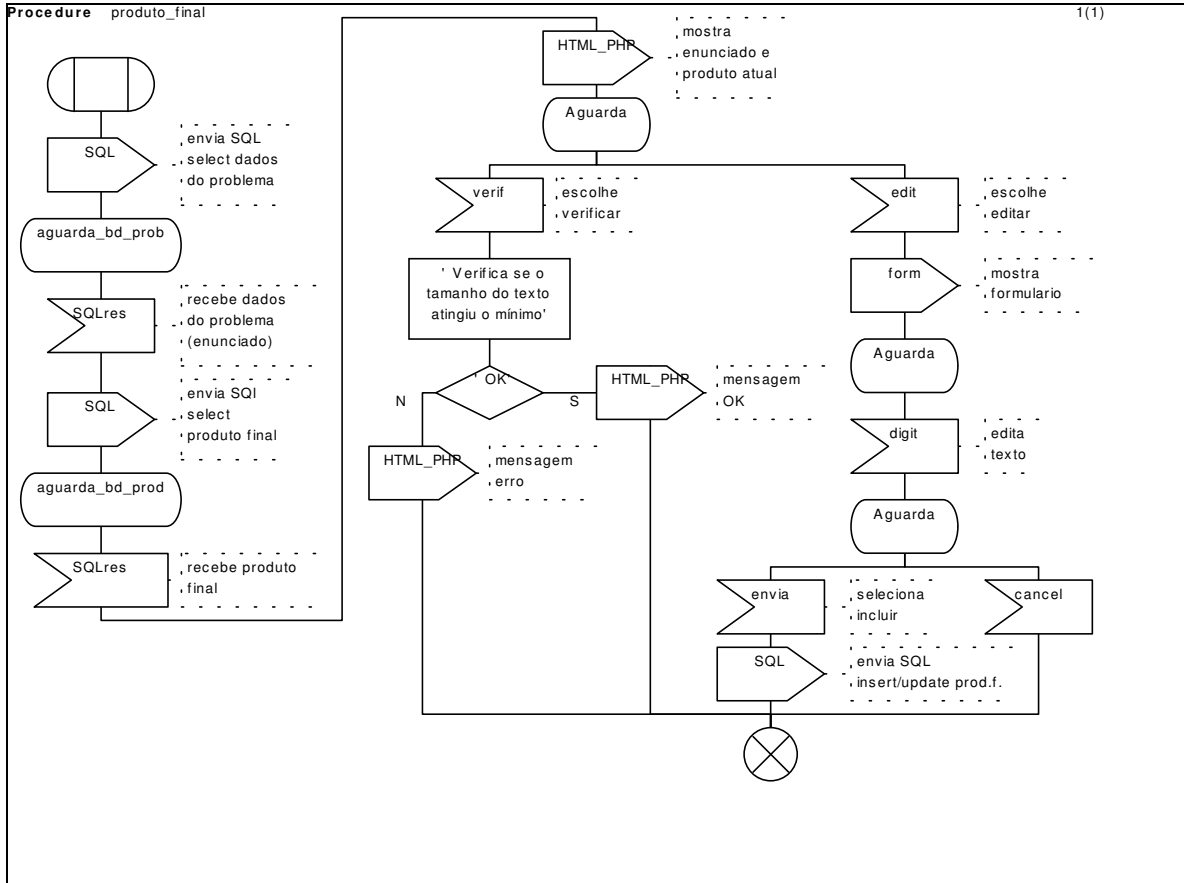 Procedure produto_final
1(1)
SQL
envia SQL
select dados
do problema
aguarda_bd_prob
SQLres
recebe dados
do problema
(enunciado)
SQL
envia SQl
select
produto final
aguarda_bd_prod
SQLres
recebe produto
final
HTML_PHP
mostra
enunciado e
produto atual
Aguarda
verif
escolhe
verificar
' Verifica se o
tamanho do texto
atingiu o mínimo'
' OK'
N
S
HTML_PHP
mensagem
OK
HTML_PHP
mensagem
erro
edit
escolhe
editar
form
mostra
formulario
Aguarda
digit
edita
texto
Aguarda
envia
seleciona
incluir
cancel
SQL
envia SQL
insert/update prod.f.